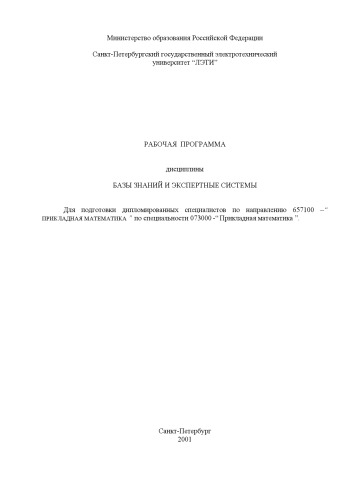 Министерство образования Российской Федерации
Санкт-Петербургский государственный электротехнический
университет “ЛЭТИ”
РАБОЧАЯ ПРОГРАММА
дисциплины
БАЗЫ ЗНАНИЙ И ЭКСПЕРТНЫЕ СИСТЕМЫ
Для подготовки дипломированных специалистов по направлению 657100 –“
ПРИКЛАДНАЯ МАТЕМАТИКА ” по специальности 073000 -“ Прикладная математика ”.
Санкт-Петербург
2001